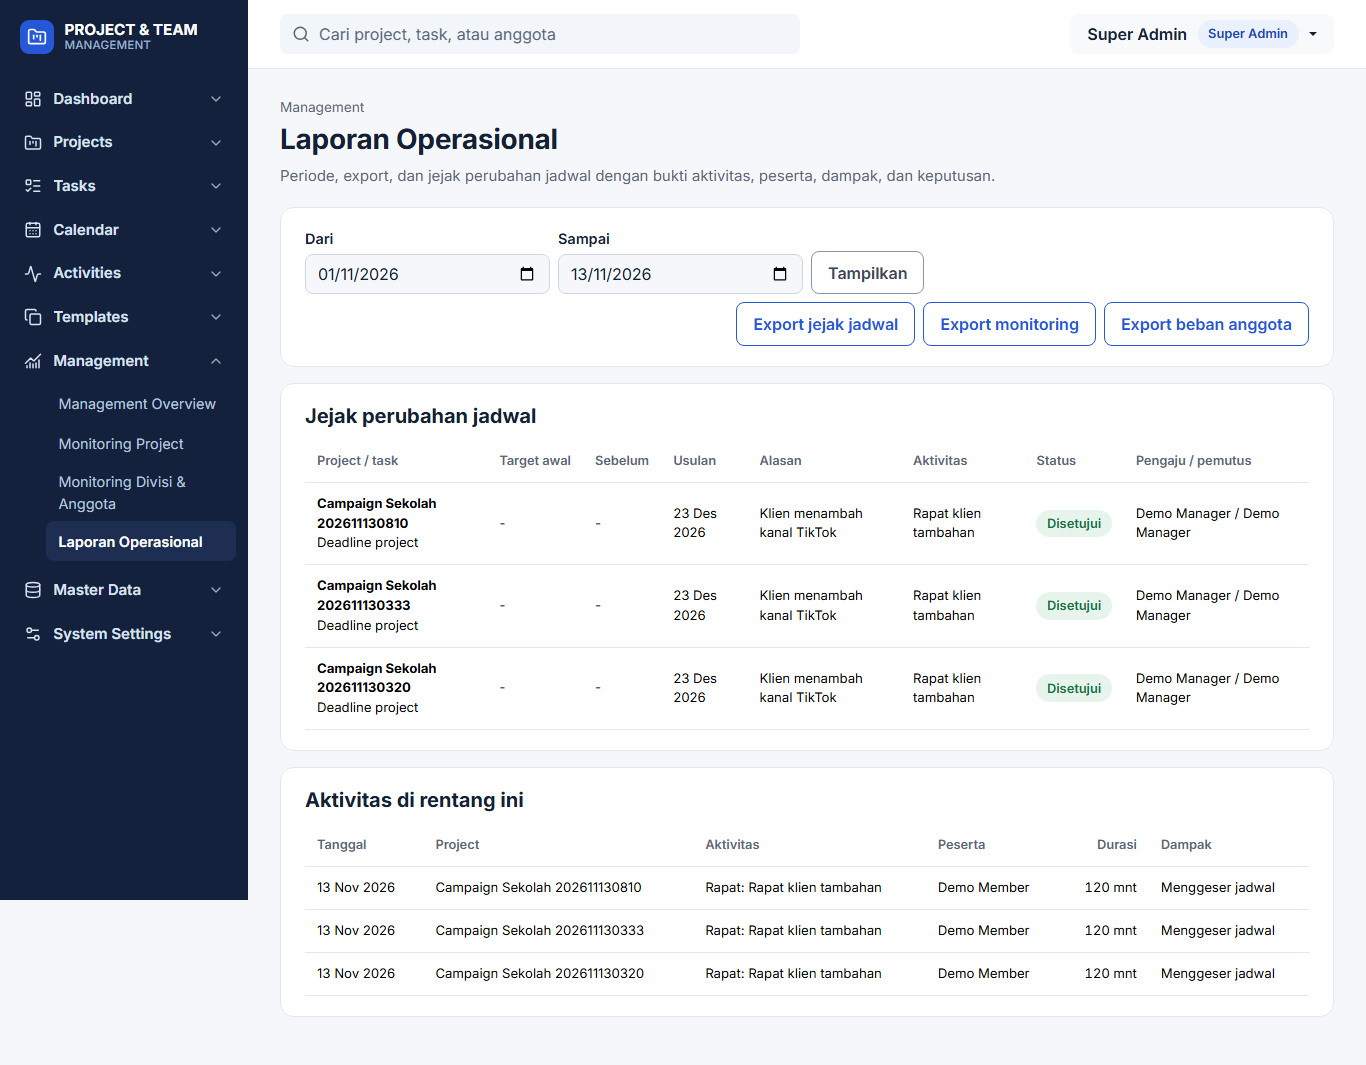 PROJECT & TEAM
MANAGEMENT
Cari project, task, atau anggota
Super Admin Super Admin
Dashboard
Projects
Tasks
Calendar
Activities
Templates
Management
Management Overview
Monitoring Project
Monitoring Divisi &
Anggota
Laporan Operasional
Master Data
System Settings
Management
Laporan Operasional
Periode, export, dan jejak perubahan jadwal dengan bukti aktivitas, peserta, dampak, dan keputusan.
Dari Sampai
01/11/2026 13/11/2026 Tampilkan
Export jejak jadwal Export monitoring Export beban anggota
Jejak perubahan jadwal
Project / task Target awal Sebelum Usulan Alasan Aktivitas Status Pengaju / pemutus
Campaign Sekolah
202611130810
Deadline project
- - 23 Des
2026
Klien menambah
kanal TikTok
Rapat klien
tambahan
Disetujui
Demo Manager / Demo
Manager
Campaign Sekolah
202611130333
Deadline project
- - 23 Des
2026
Klien menambah
kanal TikTok
Rapat klien
tambahan
Disetujui
Demo Manager / Demo
Manager
Campaign Sekolah
202611130320
Deadline project
- - 23 Des
2026
Klien menambah
kanal TikTok
Rapat klien
tambahan
Disetujui
Demo Manager / Demo
Manager
Aktivitas di rentang ini
Tanggal Project Aktivitas Peserta Durasi Dampak
13 Nov 2026 Campaign Sekolah 202611130810 Rapat: Rapat klien tambahan Demo Member 120 mnt Menggeser jadwal
13 Nov 2026 Campaign Sekolah 202611130333 Rapat: Rapat klien tambahan Demo Member 120 mnt Menggeser jadwal
13 Nov 2026 Campaign Sekolah 202611130320 Rapat: Rapat klien tambahan Demo Member 120 mnt Menggeser jadwal